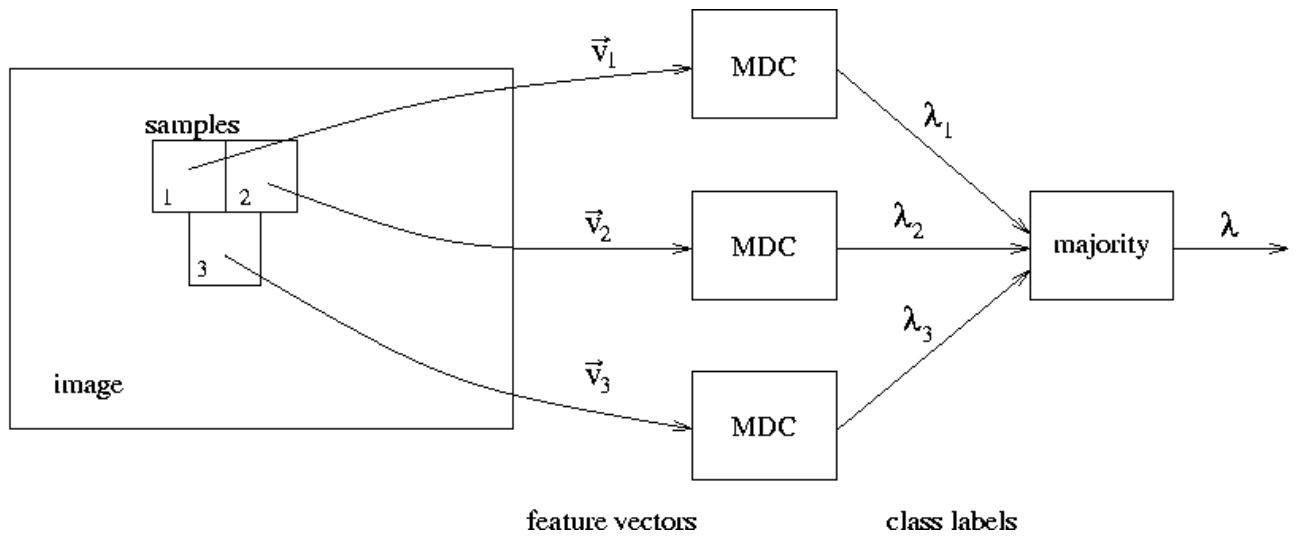 v⃗₁
MDC
samples
λ₁
1
2
v⃗₂
MDC
λ₂
majority
λ
3
λ₃
v⃗₃
image
MDC
feature vectors
class labels